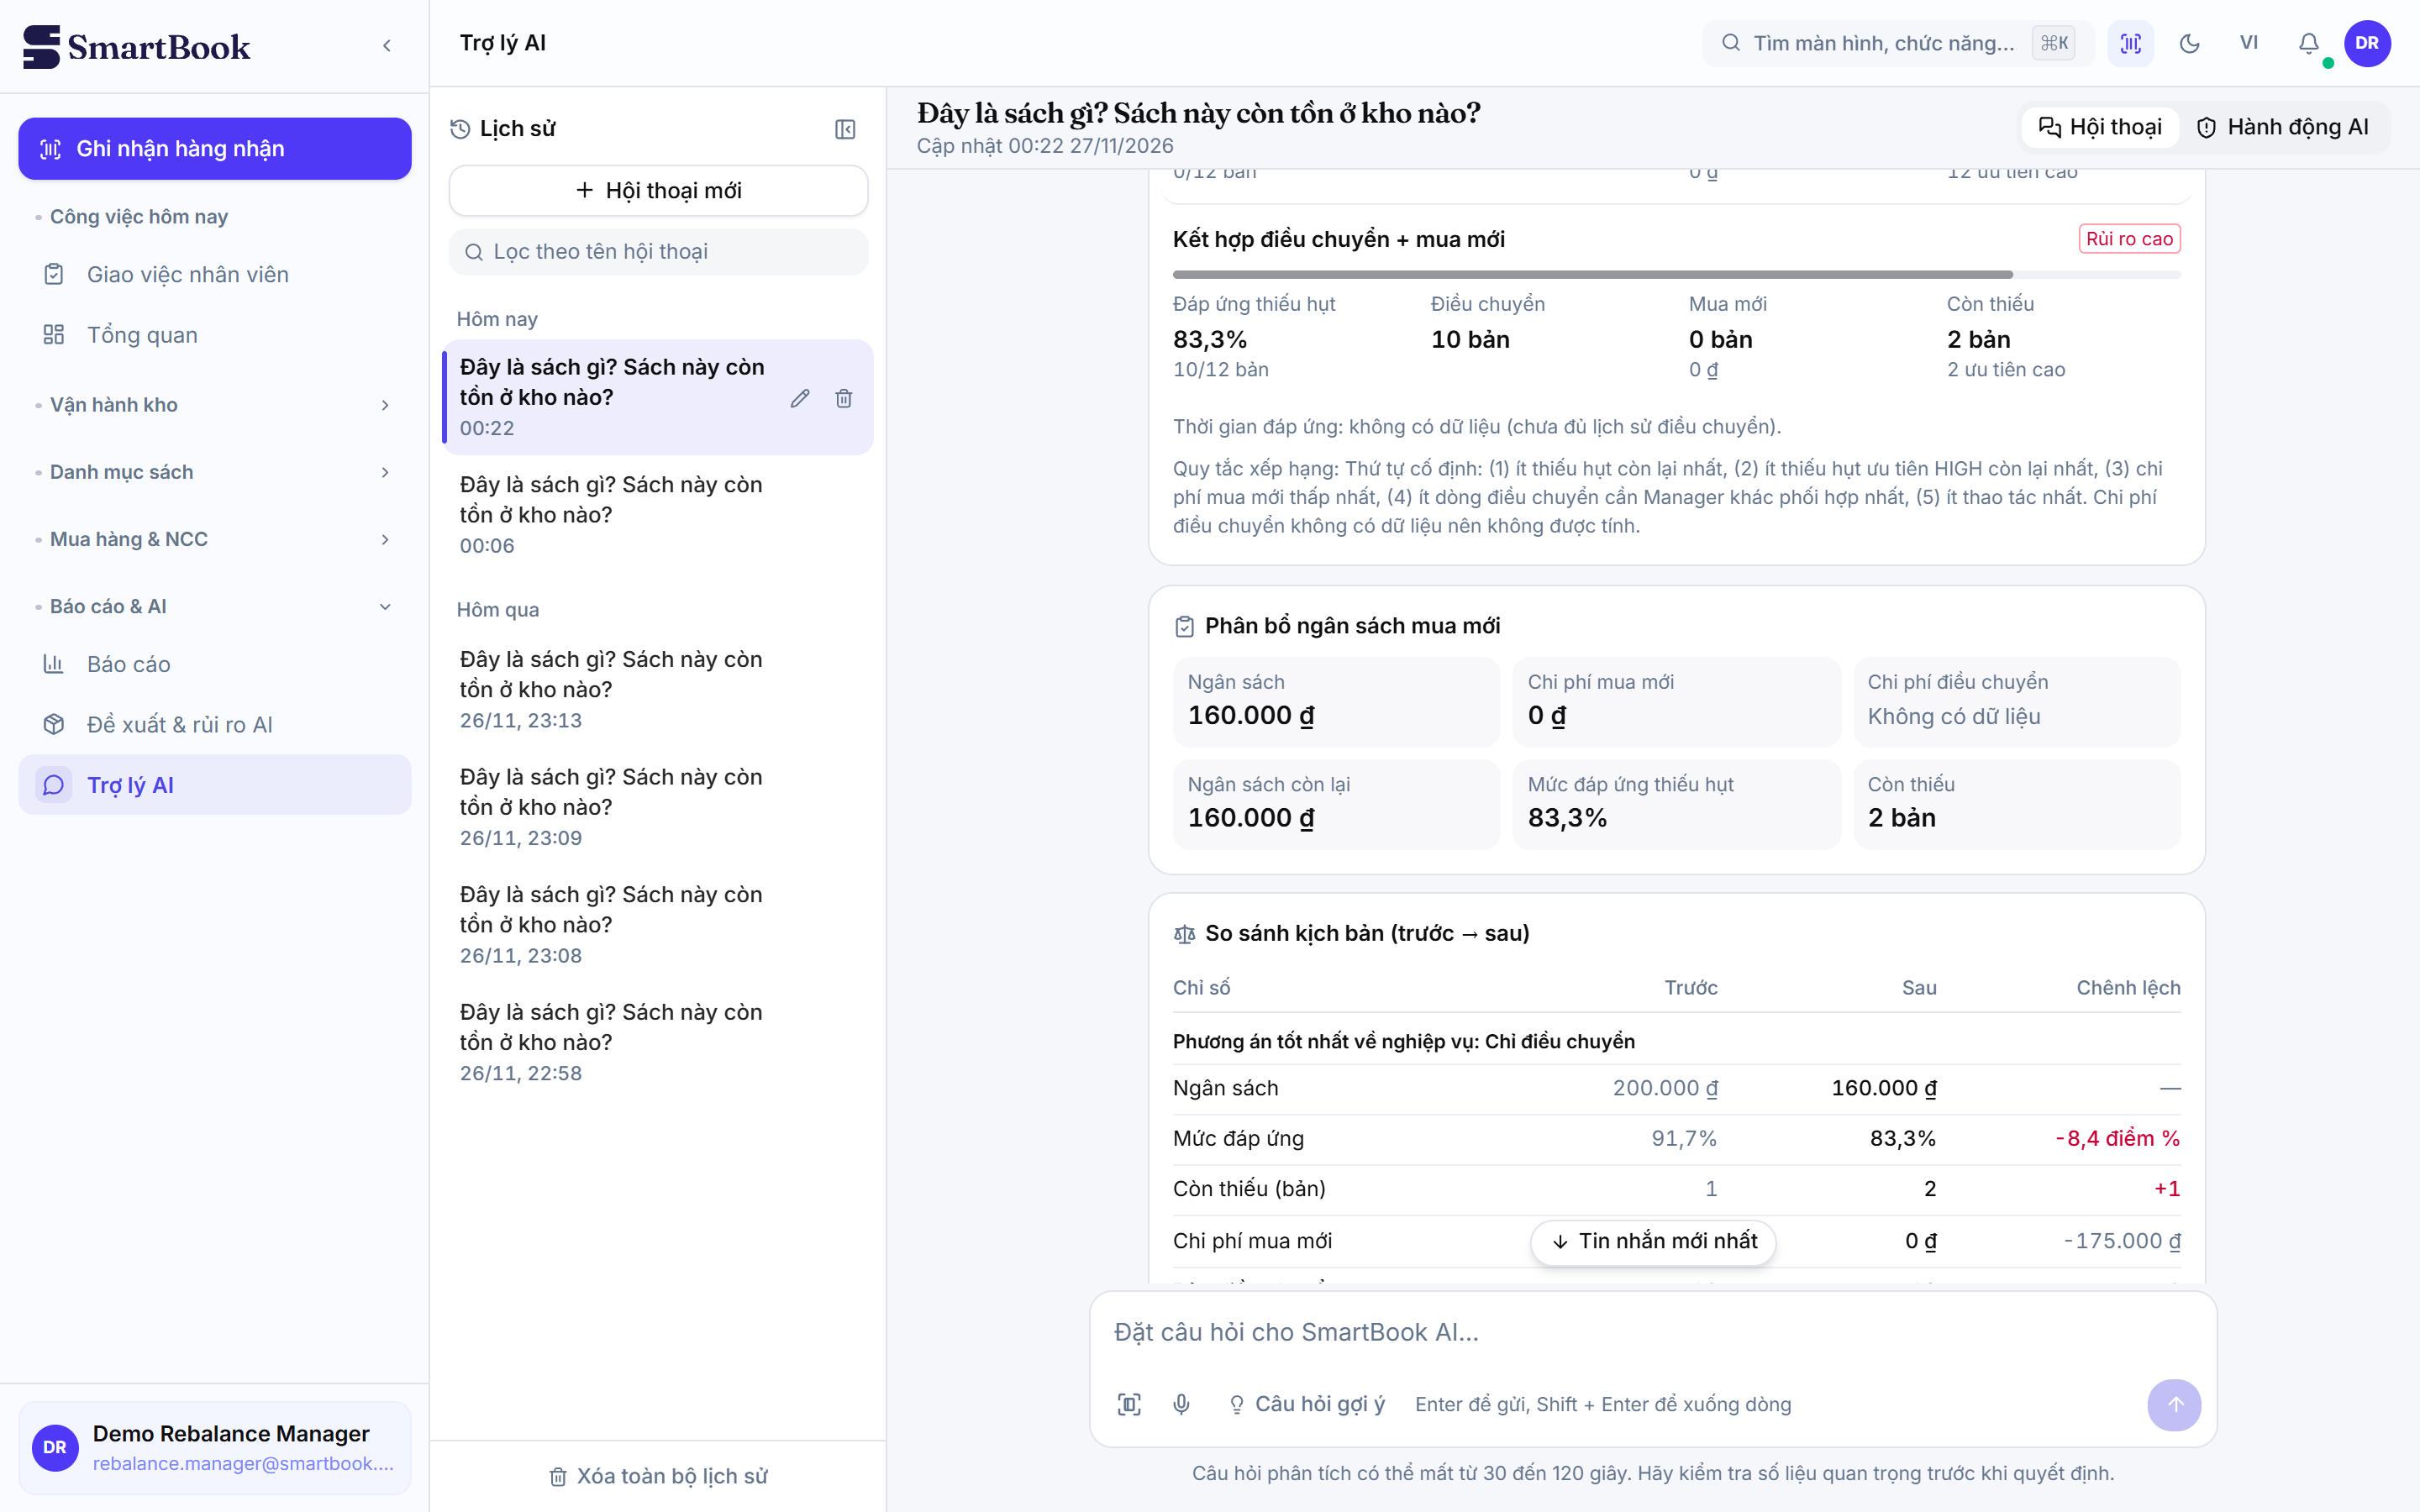 SmartBook
Ghi nhận hàng nhận
Công việc hôm nay
Giao việc nhân viên
Tổng quan
Vận hành kho
Danh mục sách
Mua hàng & NCC
Báo cáo & AI
Báo cáo
Đề xuất & rủi ro AI
Trợ lý AI
DR
Demo Rebalance Manager
rebalance.manager@smartbook....
Trợ lý AI
Tìm màn hình, chức năng...
⌘K
VI
DR
Lịch sử
+ Hội thoại mới
Lọc theo tên hội thoại
Hôm nay
Đây là sách gì? Sách này còn
tồn ở kho nào?
00:22
Đây là sách gì? Sách này còn
tồn ở kho nào?
00:06
Hôm qua
Đây là sách gì? Sách này còn
tồn ở kho nào?
26/11, 23:13
Đây là sách gì? Sách này còn
tồn ở kho nào?
26/11, 23:09
Đây là sách gì? Sách này còn
tồn ở kho nào?
26/11, 23:08
Đây là sách gì? Sách này còn
tồn ở kho nào?
26/11, 22:58
Xóa toàn bộ lịch sử
Đây là sách gì? Sách này còn tồn ở kho nào?
Cập nhật 00:22 27/11/2026
Hội thoại
Hành động AI
0/12 bản 0 ₫ 12 ưu tiên cao
Kết hợp điều chuyển + mua mới
Rủi ro cao
Đáp ứng thiếu hụt Điều chuyển Mua mới Còn thiếu
83,3% 10 bản 0 bản 2 bản
10/12 bản 0 ₫ 2 ưu tiên cao
Thời gian đáp ứng: không có dữ liệu (chưa đủ lịch sử điều chuyển).
Quy tắc xếp hạng: Thứ tự cố định: (1) ít thiếu hụt còn lại nhất, (2) ít thiếu hụt ưu tiên HIGH còn lại nhất, (3) chi
phí mua mới thấp nhất, (4) ít dòng điều chuyển cần Manager khác phối hợp nhất, (5) ít thao tác nhất. Chi phí
điều chuyển không có dữ liệu nên không được tính.
Phân bổ ngân sách mua mới
Ngân sách Chi phí mua mới Chi phí điều chuyển
160.000 ₫ 0 ₫ Không có dữ liệu
Ngân sách còn lại Mức đáp ứng thiếu hụt Còn thiếu
160.000 ₫ 83,3% 2 bản
So sánh kịch bản (trước → sau)
Chỉ số Trước Sau Chênh lệch
Phương án tốt nhất về nghiệp vụ: Chỉ điều chuyển
Ngân sách 200.000 ₫ 160.000 ₫ —
Mức đáp ứng 91,7% 83,3% -8,4 điểm %
Còn thiếu (bản) 1 2 +1
Chi phí mua mới 0 ₫ -175.000 ₫
↓ Tin nhắn mới nhất
Đặt câu hỏi cho SmartBook AI...
Câu hỏi gợi ý
Enter để gửi, Shift + Enter để xuống dòng
Câu hỏi phân tích có thể mất từ 30 đến 120 giây. Hãy kiểm tra số liệu quan trọng trước khi quyết định.